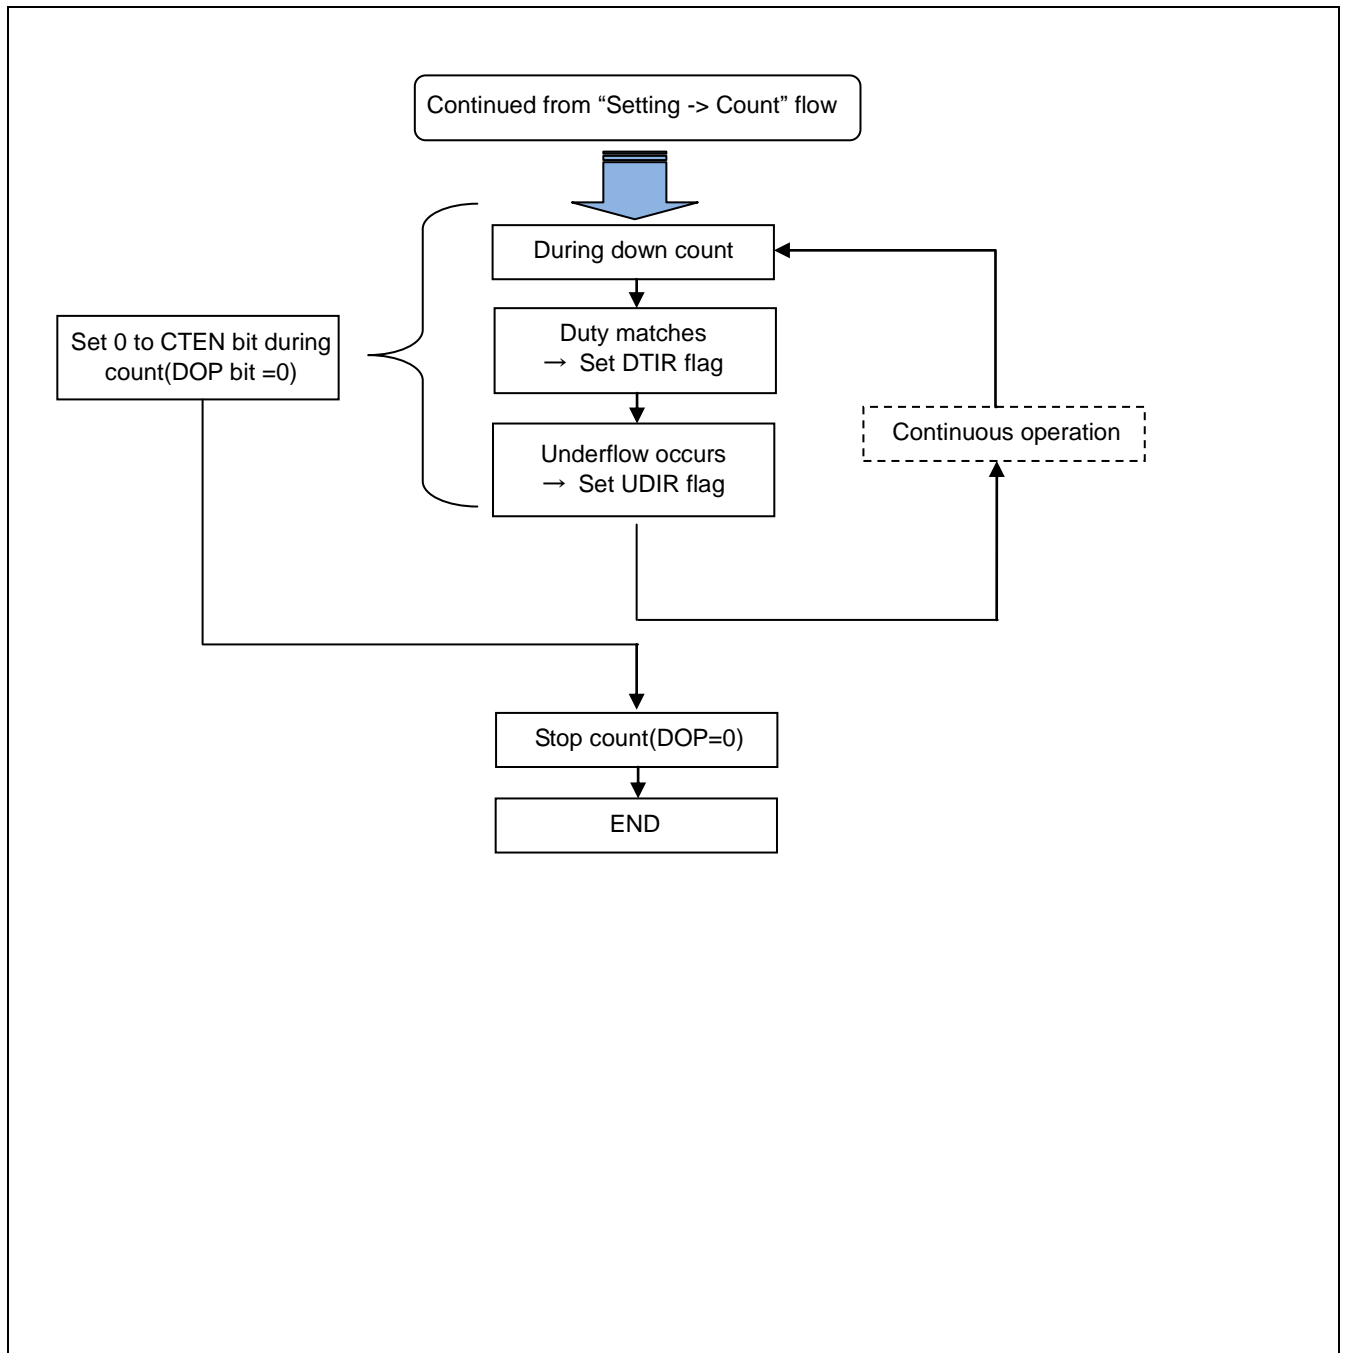 Continued from “Setting -> Count” flow
During down count
Duty matches
→ Set DTIR flag
Set 0 to CTEN bit during
count(DOP bit =0)
Continuous operation
Underflow occurs
→ Set UDIR flag
Stop count(DOP=0)
END